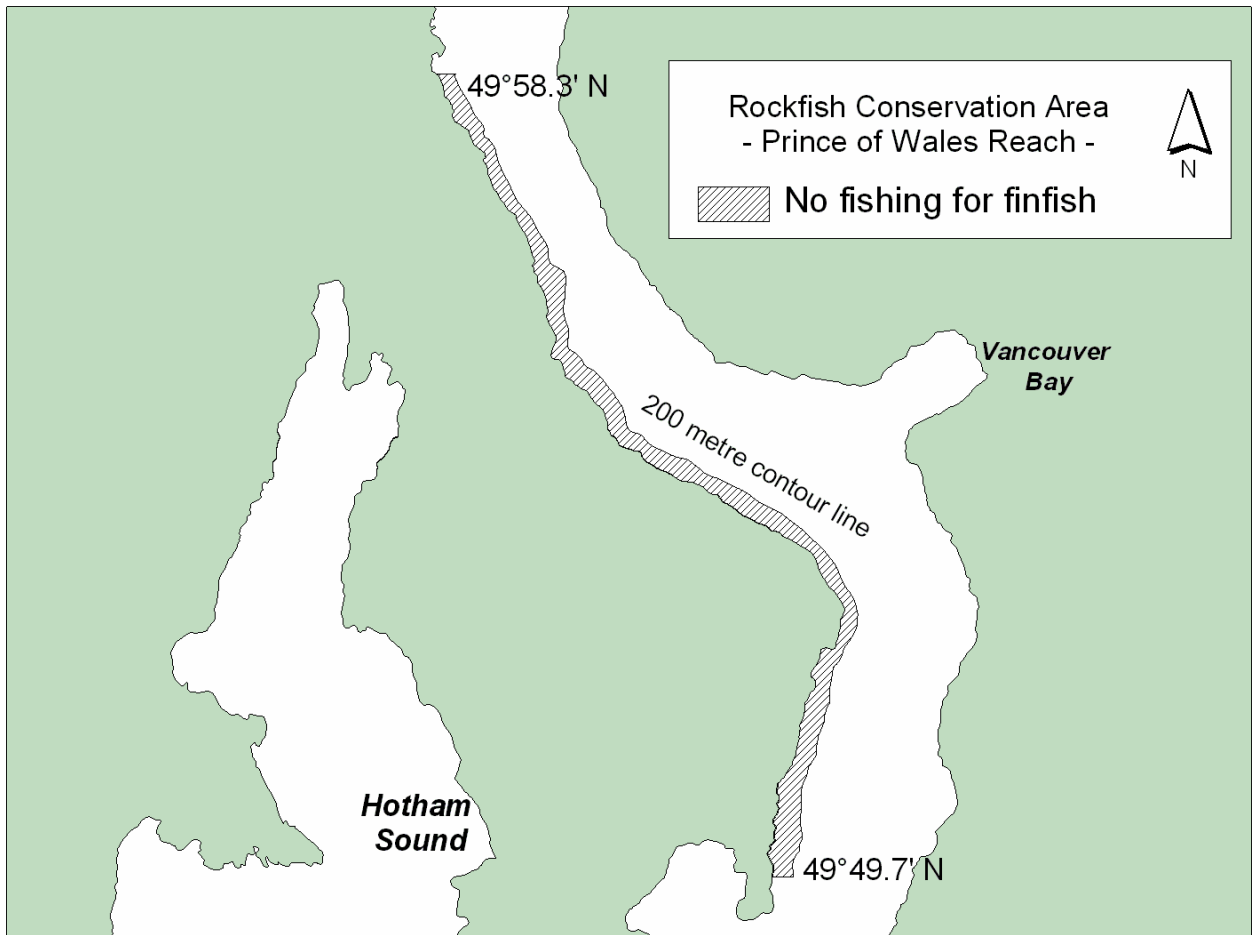 49°58.3' N
Rockfish Conservation Area
- Prince of Wales Reach -
N
No fishing for finfish
Vancouver
Bay
200 metre contour line
Hotham
Sound
49°49.7' N